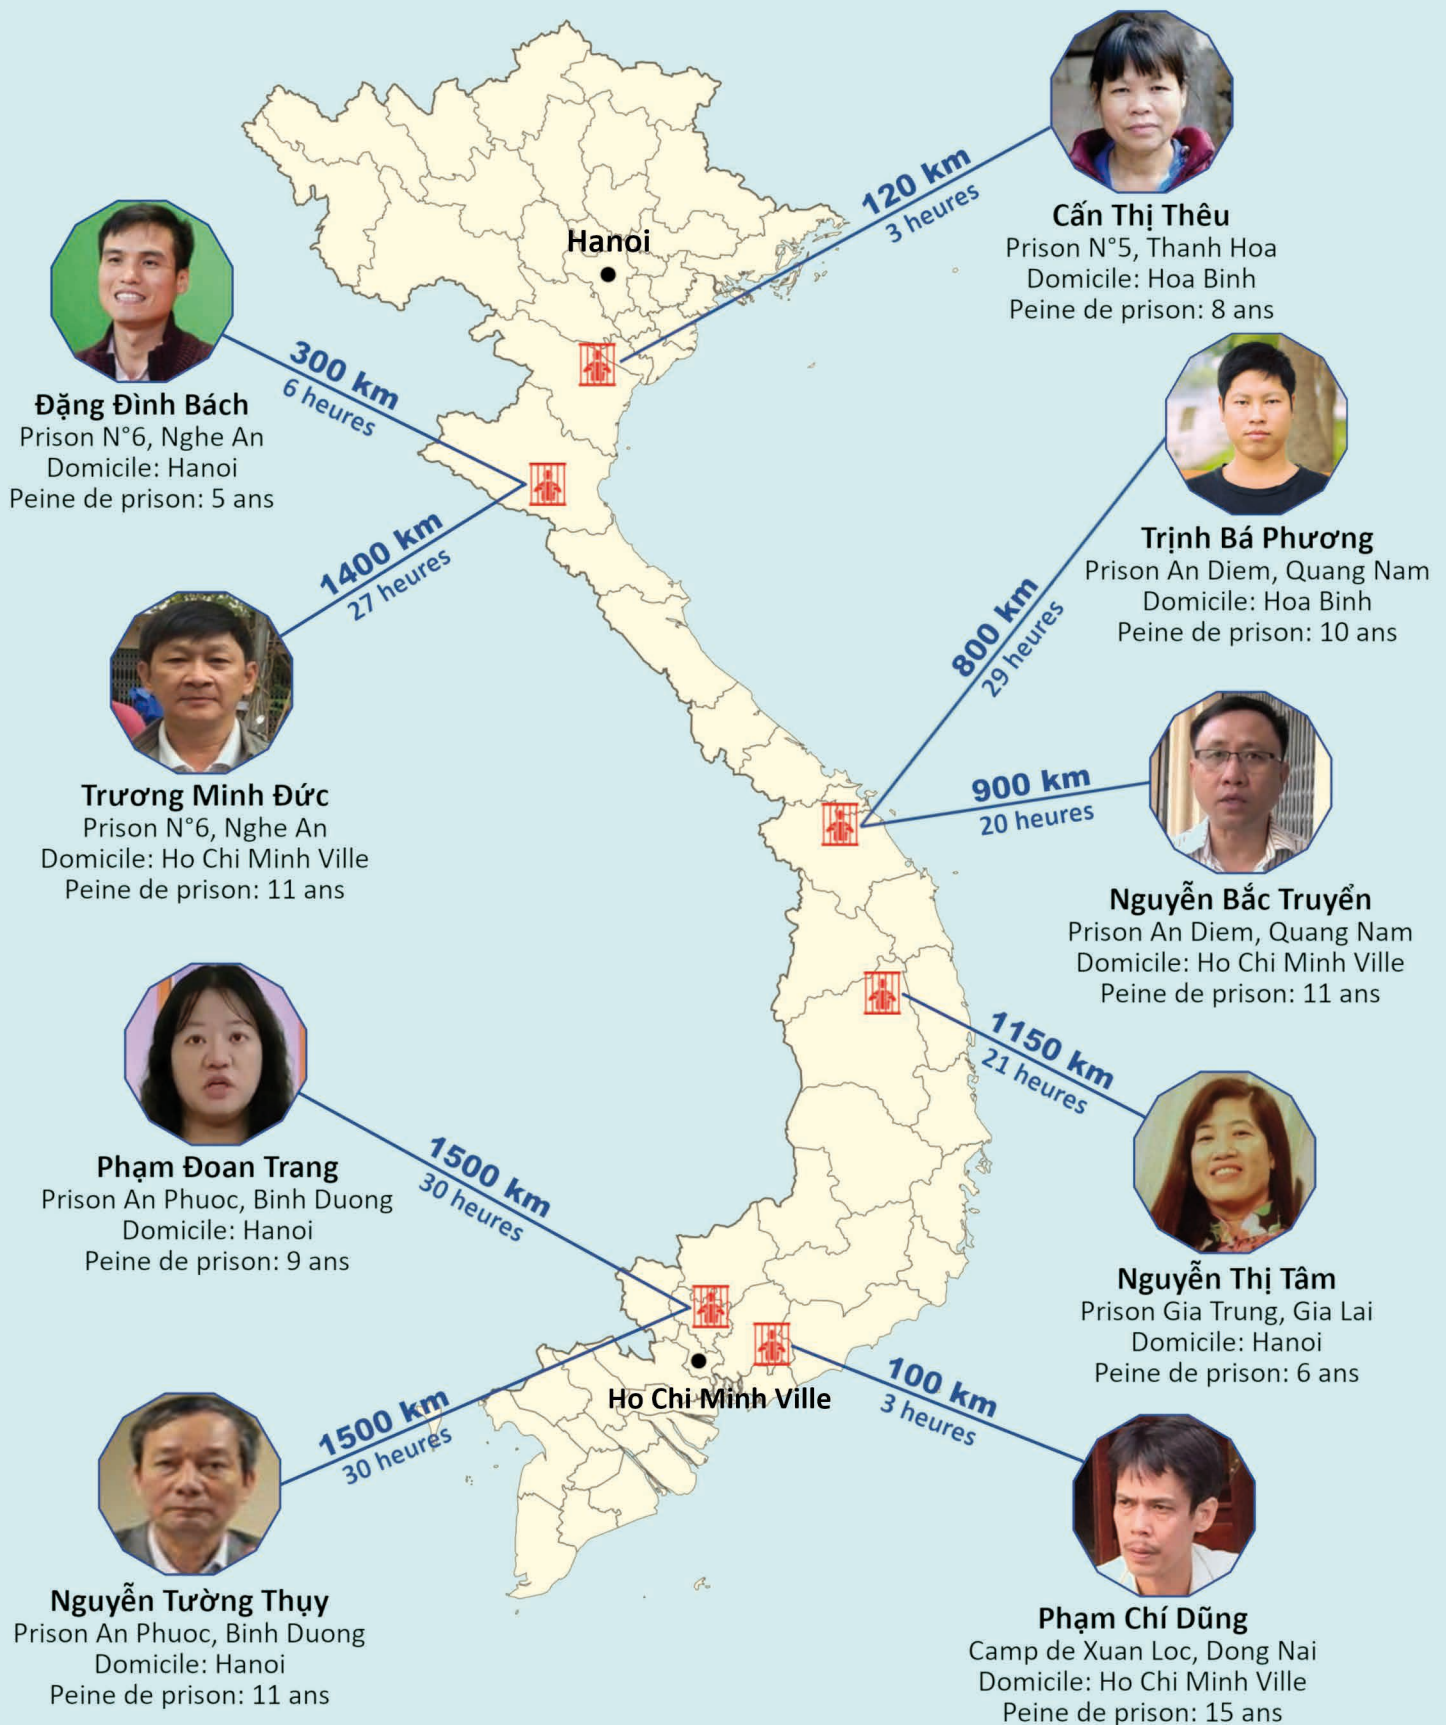 120 km
3 heures
Cấn Thị Thêu
Prison N°5, Thanh Hoa
Domicile: Hoa Binh
Peine de prison: 8 ans
Hanoi
300 km
6 heures
Đặng Đình Bách
Prison N°6, Nghe An
Domicile: Hanoi
Peine de prison: 5 ans
1400 km
27 heures
Trịnh Bá Phương
Prison An Diem, Quang Nam
Domicile: Hoa Binh
Peine de prison: 10 ans
800 km
29 heures
Trương Minh Đức
Prison N°6, Nghe An
Domicile: Ho Chi Minh Ville
Peine de prison: 11 ans
900 km
20 heures
Nguyễn Bắc Truyển
Prison An Diem, Quang Nam
Domicile: Ho Chi Minh Ville
Peine de prison: 11 ans
1150 km
21 heures
Phạm Đoan Trang
Prison An Phuoc, Binh Duong
Domicile: Hanoi
Peine de prison: 9 ans
1500 km
30 heures
Nguyễn Thị Tâm
Prison Gia Trung, Gia Lai
Domicile: Hanoi
Peine de prison: 6 ans
Ho Chi Minh Ville
1500 km
30 heures
100 km
3 heures
Nguyễn Tường Thụy
Prison An Phuoc, Binh Duong
Domicile: Hanoi
Peine de prison: 11 ans
Phạm Chí Dũng
Camp de Xuan Loc, Dong Nai
Domicile: Ho Chi Minh Ville
Peine de prison: 15 ans